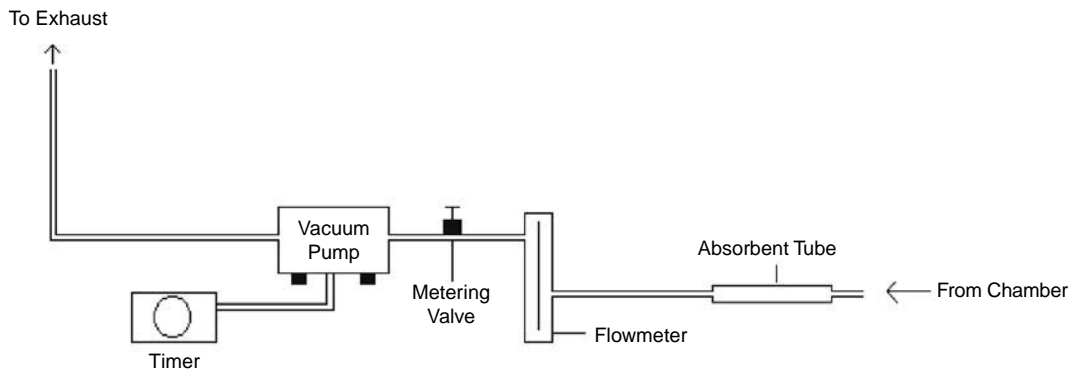 To Exhaust
Vacuum
Pump
Absorbent Tube
Metering
Valve
From Chamber
Flowmeter
Timer